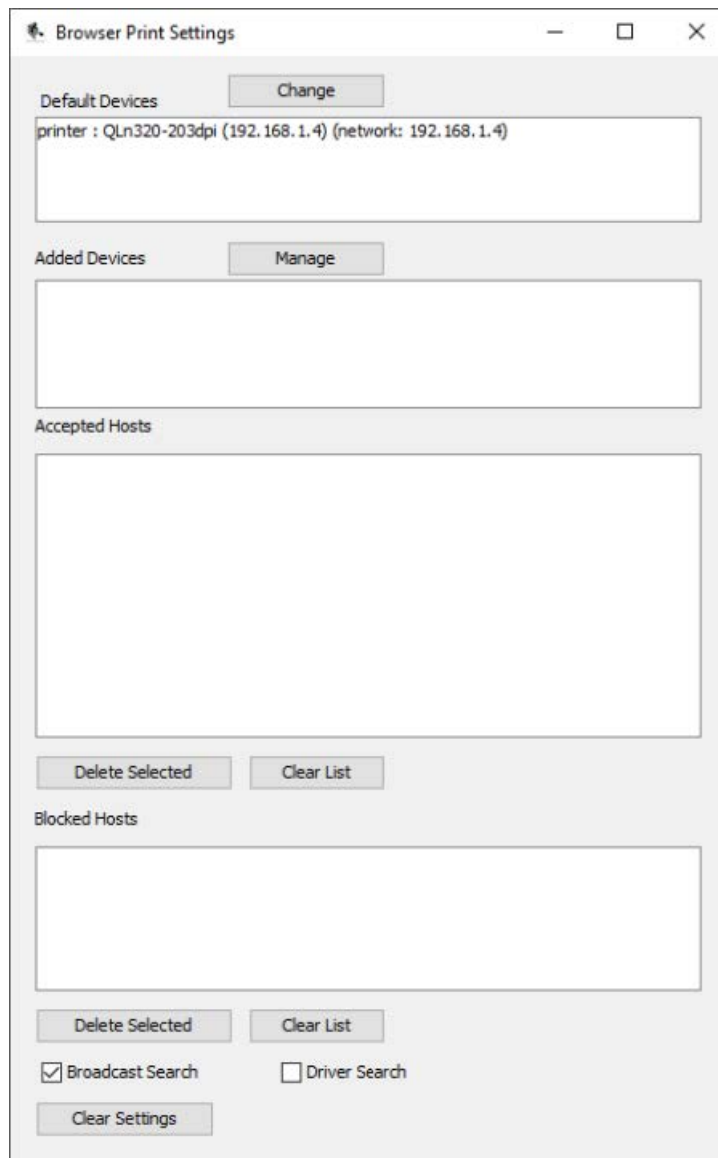 Browser Print Settings
Default Devices
Change
printer : QLn320-203dpi (192.168.1.4) (network: 192.168.1.4)
Added Devices
Manage
Accepted Hosts
Delete Selected
Clear List
Blocked Hosts
Delete Selected
Clear List
Broadcast Search
Driver Search
Clear Settings